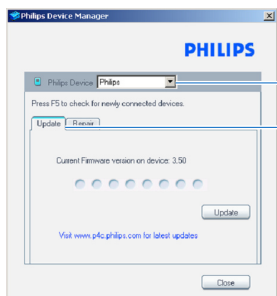 Philips Device Manager
PHILIPS
Philips Device Philips
Press F5 to check for newly connected devices.
Update Repair
Current Firmware version on device: 3.50
Update
Visit www.p4c.philips.com for latest updates
Close